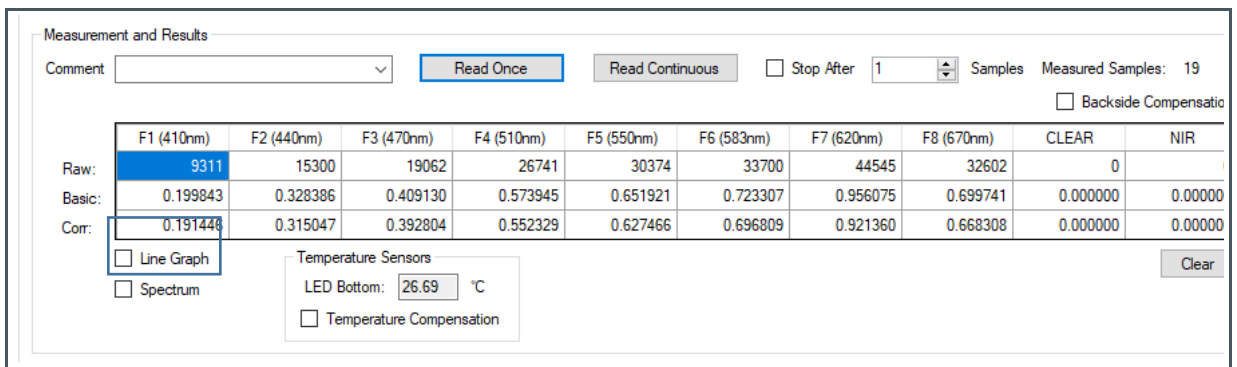 Measurement and Results
Comment Read Once Read Continuous Stop After 1 Samples Measured Samples: 19
Backside Compensatio
F1 (410nm) F2 (440nm) F3 (470nm) F4 (510nm) F5 (550nm) F6 (583nm) F7 (620nm) F8 (670nm) CLEAR NIR
Raw: 9311 15300 19062 26741 30374 33700 44545 32602 0
Basic: 0.199843 0.328386 0.409130 0.573945 0.651921 0.723307 0.956075 0.699741 0.000000 0.00000
Corr: 0.191446 0.315047 0.392804 0.552329 0.627466 0.696809 0.921360 0.668308 0.000000 0.00000
Line Graph Temperature Sensors Clear
Spectrum LED Bottom: 26.69 °C
Temperature Compensation